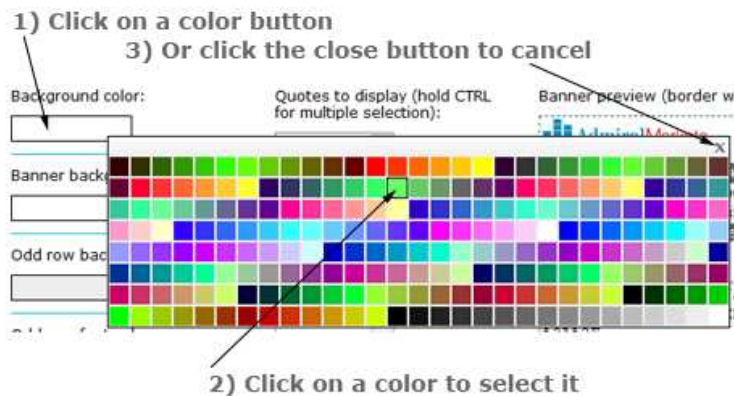 1) Click on a color button
3) Or click the close button to cancel
Background color:
Quotes to display (hold CTRL
for multiple selection):
Banner preview (border w
AdmiralMarkets
x
Banner backg
Odd row bac
2) Click on a color to select it